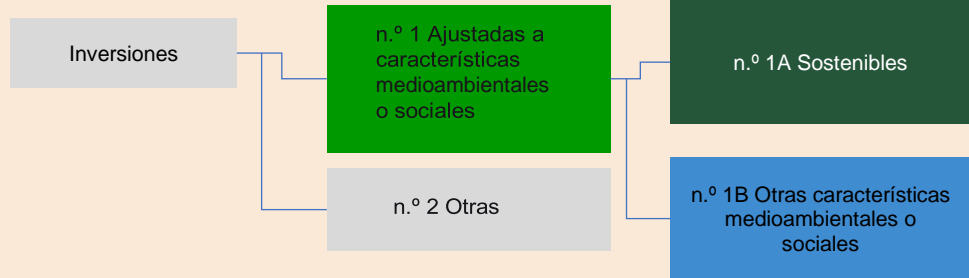 Inversiones
n.º 1 Ajustadas a
características
medioambientales
o sociales
n.º 2 Otras
n.º 1A Sostenibles
n.º 1B Otras características
medioambientales o
sociales